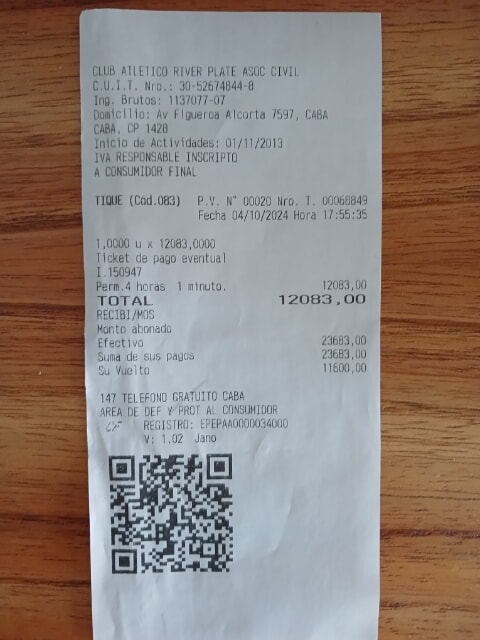 CLUB ATLETICO RIVER PLATE ASOC CIVIL
C.U.I.T. Nro.: 30-52674844-8
Ing. Brutos: 1137077-07
Domicilio: Av Figueroa Alcorta 7597, CABA
CABA, CP 1428
Inicio de Actividades: 01/11/2013
IVA RESPONSABLE INSCRIPTO
A CONSUMIDOR FINAL
TIQUE (Cód.083) P.V. N° 00020 Nro. T. 00068849
Fecha 04/10/2024 Hora 17:55:35
1,0000 u x 12083,0000
Ticket de pago eventual
I.150947
Perm.4 horas 1 minuto. 12083,00
TOTAL 12083,00
RECIBI/MOS
Monto abonado
Efectivo 23683,00
Suma de sus pagos 23683,00
Su Vuelto 11600,00
147 TELEFONO GRATUITO CABA
AREA DE DEF Y PROT AL CONSUMIDOR
CF REGISTRO: EPEPAA0000034000
V: 1.02 Jano